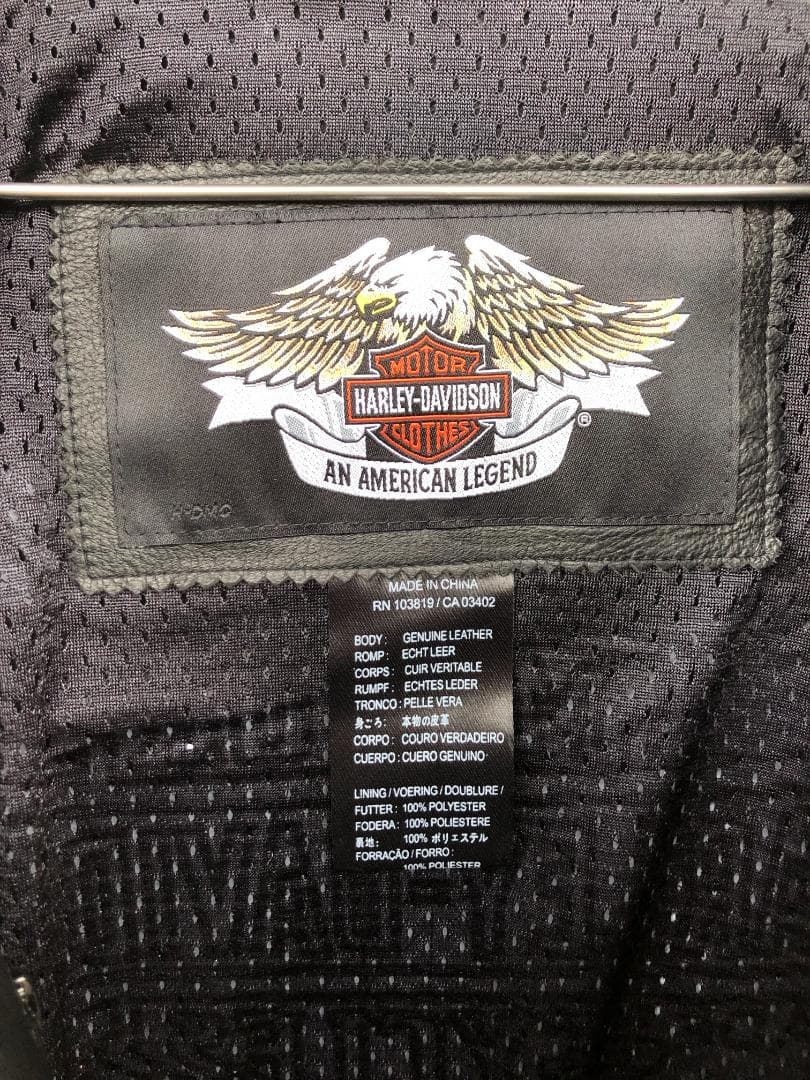 MOTOR
HARLEY-DAVIDSON
CLOTHES
®
AN AMERICAN LEGEND
H-DMC
MADE IN CHINA
RN 103819 / CA 03402
BODY: GENUINE LEATHER
ROMP: ECHT LEER
CORPS: CUIR VERITABLE
RUMPF: ECHTES LEDER
TRONCO: PELLE VERA
身ごろ: 本物の皮革
CORPO: COURO VERDADEIRO
CUERPO: CUERO GENUINO
LINING / VOERING / DOUBLURE /
FUTTER: 100% POLYESTER
FODERA: 100% POLIESTERE
裏地: 100% ポリエステル
FORRAÇÃO / FORRO:
100% POLIESTER